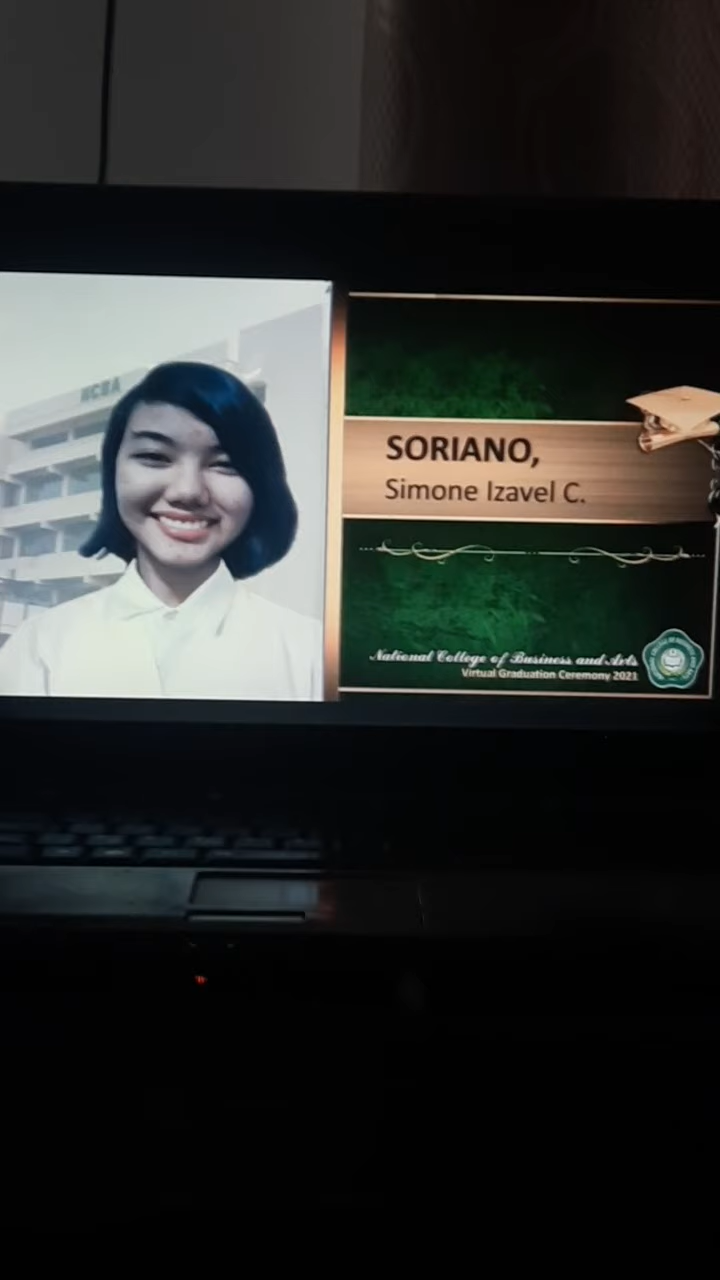 NCBA
SORIANO,
Simone Izavel C.
National College of Business and Arts
Virtual Graduation Ceremony 2021